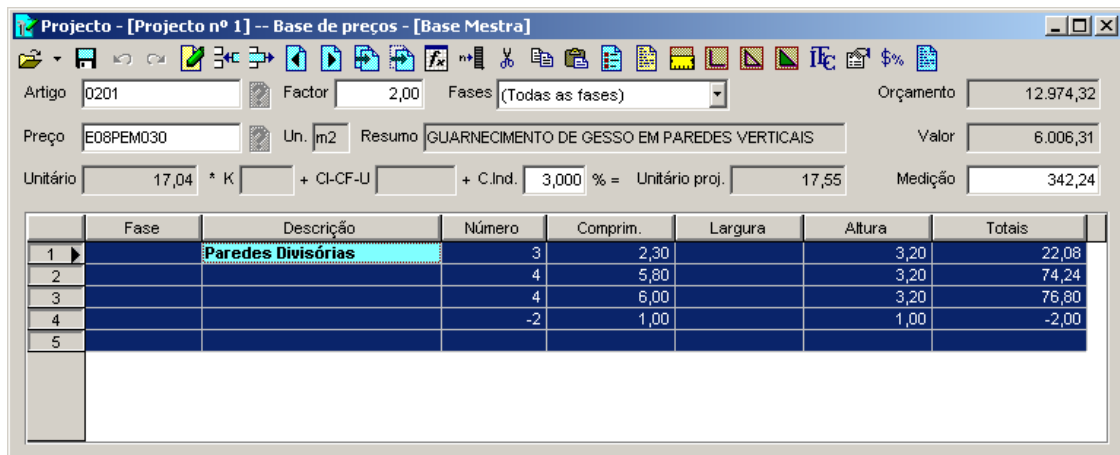 Projecto - [Projecto nº 1] -- Base de preços - [Base Mestra]
Artigo 0201 Factor 2,00 Fases (Todas as fases) Orçamento 12.974,32
Preço E08PEM030 Un. m2 Resumo GUARNECIMENTO DE GESSO EM PAREDES VERTICAIS Valor 6.006,31
Unitário 17,04 * K + CI-CF-U + C.Ind. 3,000 % = Unitário proj. 17,55 Medição 342,24
Fase Descrição Número Comprim. Largura Altura Totais
1 Paredes Divisórias 3 2,30 3,20 22,08
2 4 5,80 3,20 74,24
3 4 6,00 3,20 76,80
4 -2 1,00 1,00 -2,00
5